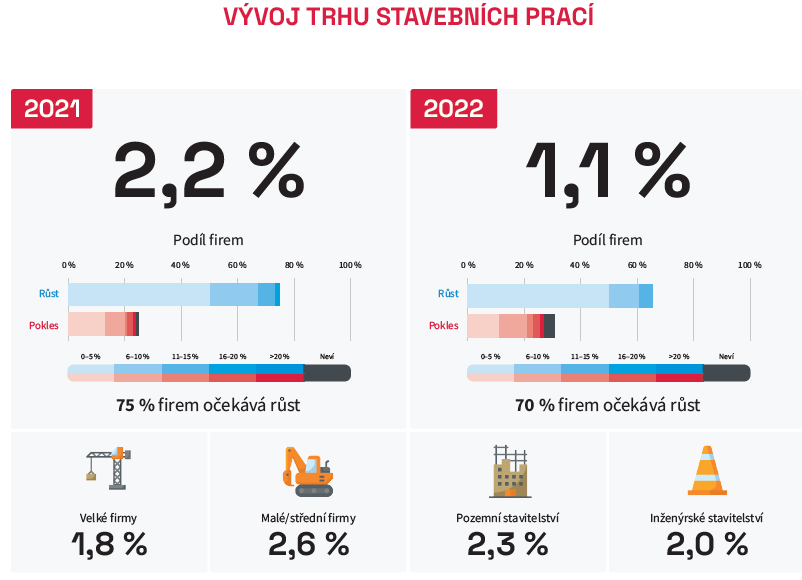 VÝVOJ TRHU STAVEBNÍCH PRACÍ
2021
2,2 %
Podíl firem
0 % 20 % 40 % 60 % 80 % 100 %
Růst
Pokles
0–5 % 6–10 % 11–15 % 16–20 % >20 % Neví
75 % firem očekává růst
2022
1,1 %
Podíl firem
0 % 20 % 40 % 60 % 80 % 100 %
Růst
Pokles
0–5 % 6–10 % 11–15 % 16–20 % >20 % Neví
70 % firem očekává růst
Velké firmy
1,8 %
Malé/střední firmy
2,6 %
Pozemní stavitelství
2,3 %
Inženýrské stavitelství
2,0 %